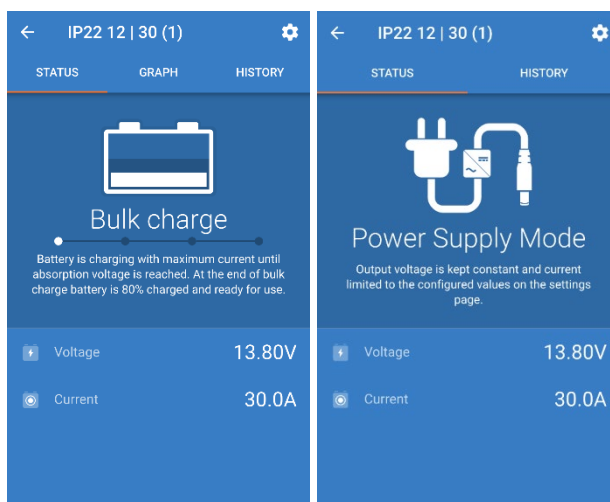 IP22 12 | 30 (1)
STATUS GRAPH HISTORY
Bulk charge
Battery is charging with maximum current until
absorption voltage is reached. At the end of bulk
charge battery is 80% charged and ready for use.
Voltage 13.80V
Current 30.0A
IP22 12 | 30 (1)
STATUS HISTORY
Power Supply Mode
Output voltage is kept constant and current
limited to the configured values on the settings
page.
Voltage 13.80V
Current 30.0A